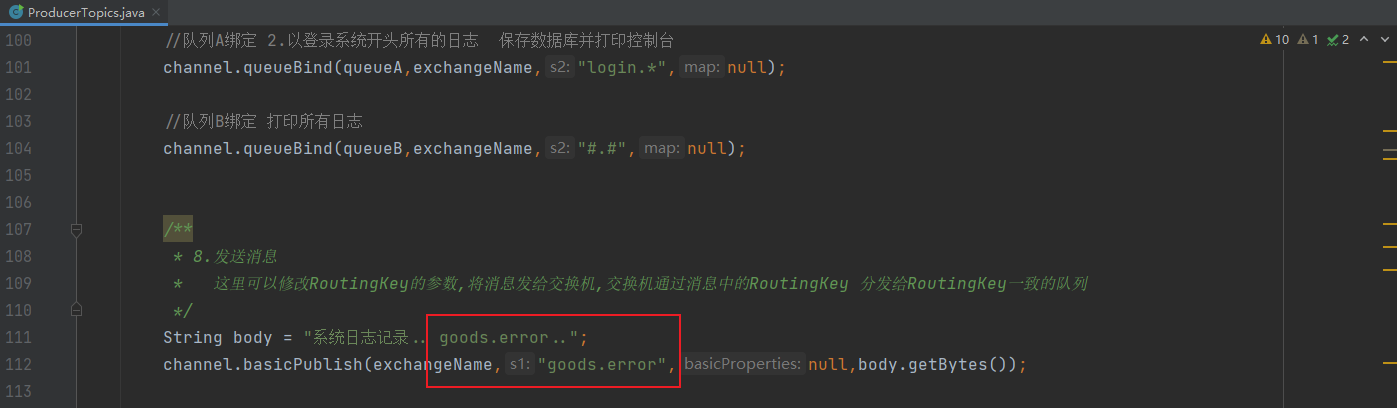 ProducerTopics.java
10 1 2
100 //队列A绑定 2.以登录系统开头所有的日志  保存数据库并打印控制台
101 channel.queueBind(queueA,exchangeName, s2: "login.*", map: null);
102
103 //队列B绑定 打印所有日志
104 channel.queueBind(queueB,exchangeName, s2: "#.#", map: null);
105
106
107 /**
108 * 8.发送消息
109 *   这里可以修改RoutingKey的参数,将消息发给交换机,交换机通过消息中的RoutingKey 分发给RoutingKey一致的队列
110 */
111 String body = "系统日志记录.. goods.error..";
112 channel.basicPublish(exchangeName, s1: "goods.error", basicProperties: null,body.getBytes());
113